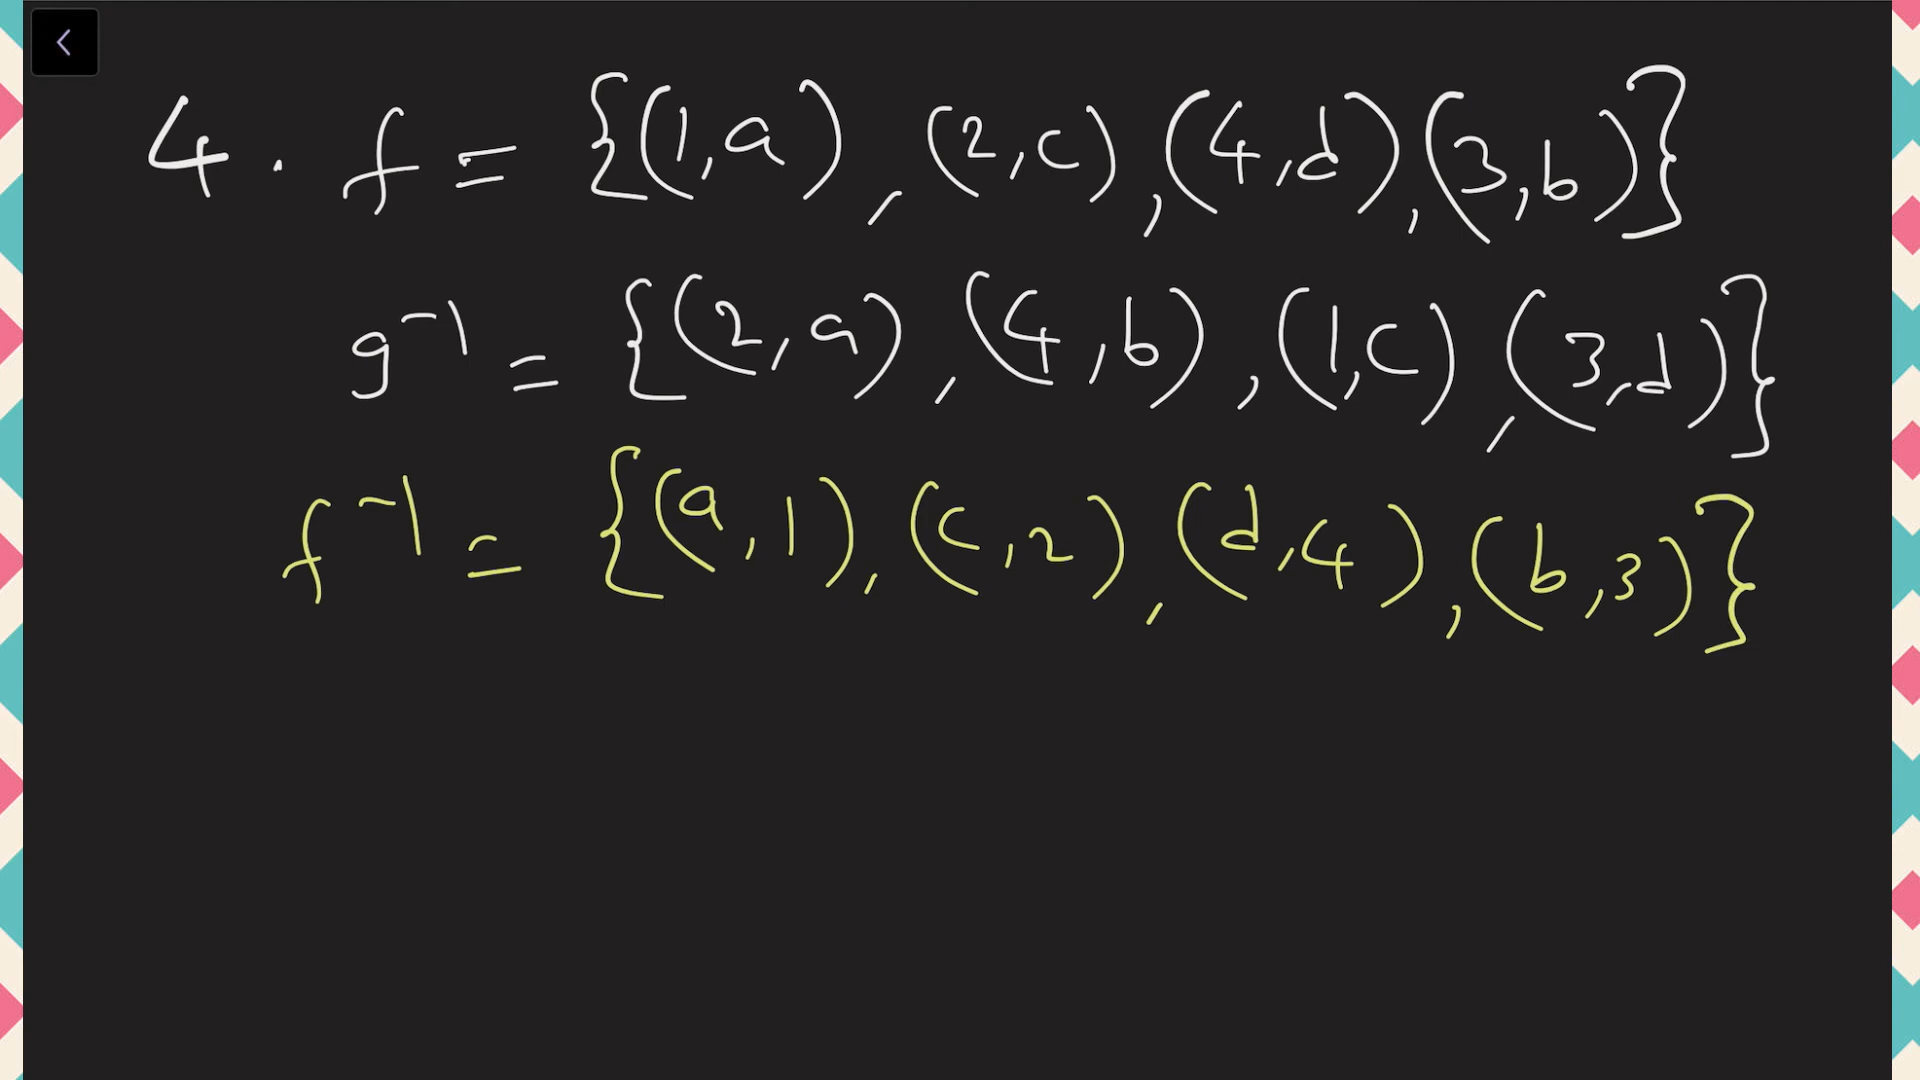 4. f = {(1,a), (2,c), (4,d), (3,b)}
g⁻¹ = {(2,a), (4,b), (1,c), (3,d)}
f⁻¹ = {(a,1), (c,2), (d,4), (b,3)}